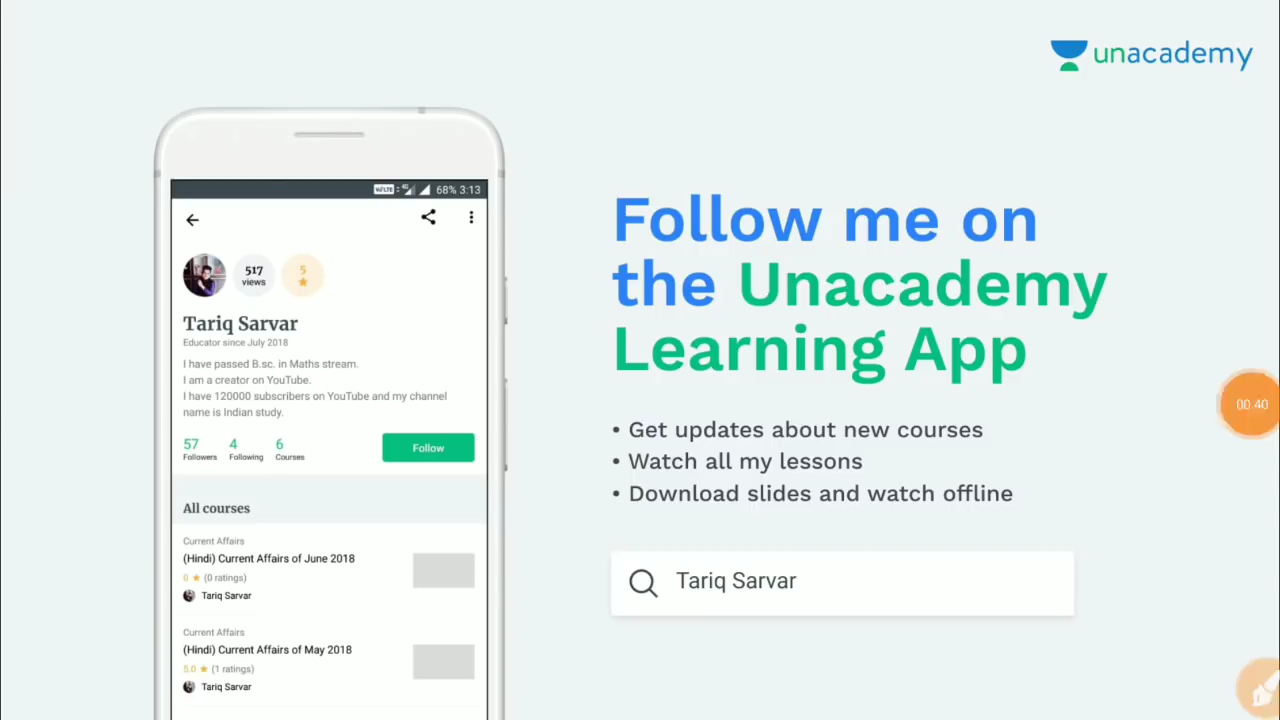 unacademy
VoLTE 4G 68% 3:13
517
views
5
Tariq Sarvar
Educator since July 2018
I have passed B.sc. in Maths stream.
I am a creator on YouTube.
I have 120000 subscribers on YouTube and my channel
name is Indian study.
57
Followers
4
Following
6
Courses
Follow
All courses
Current Affairs
(Hindi) Current Affairs of June 2018
0 ★ (0 ratings)
Tariq Sarvar
Current Affairs
(Hindi) Current Affairs of May 2018
5.0 ★ (1 ratings)
Tariq Sarvar
Follow me on
the Unacademy
Learning App
• Get updates about new courses
• Watch all my lessons
• Download slides and watch offline
Tariq Sarvar
00:40